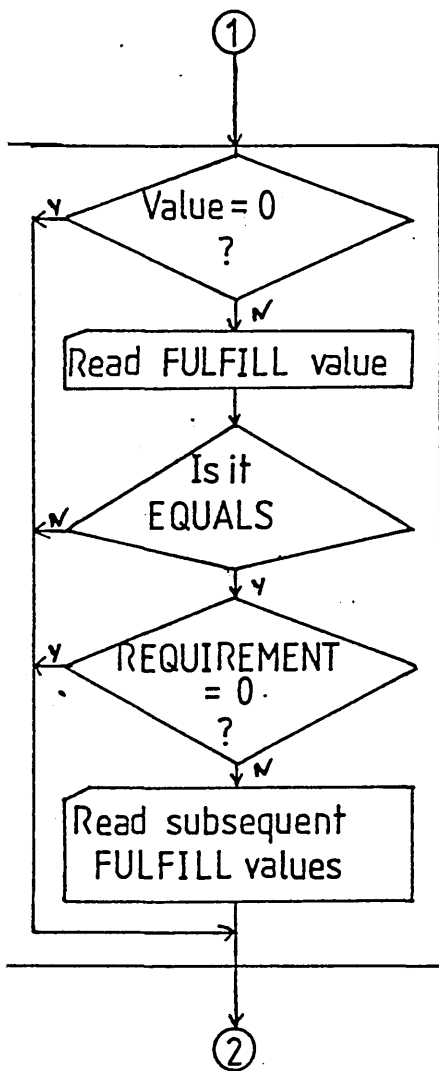 1
Value = 0
?
Y
N
Read FULFILL value
Is it
EQUALS
N
Y
REQUIREMENT
= 0
?
Y
N
Read subsequent
FULFILL values
2